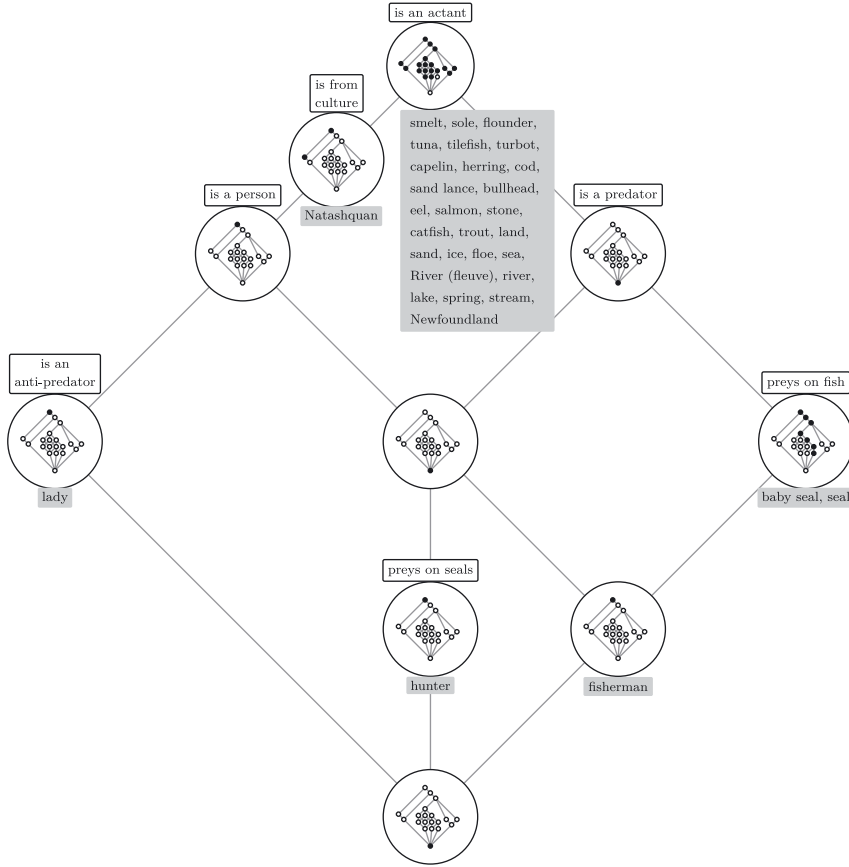 is an actant
is from
culture
smelt, sole, flounder,
tuna, tilefish, turbot,
capelin, herring, cod,
sand lance, bullhead,
eel, salmon, stone,
catfish, trout, land,
sand, ice, floe, sea,
River (fleuve), river,
lake, spring, stream,
Newfoundland
is a person
Natashquan
is a predator
is an
anti-predator
preys on fish
lady
baby seal, seal
preys on seals
hunter
fisherman